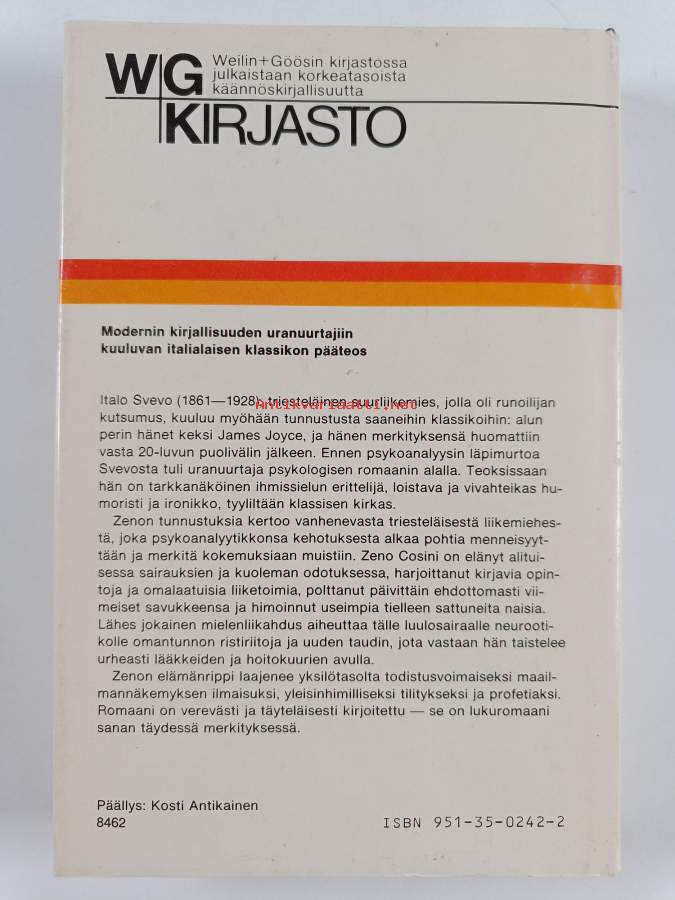 W|G
KIRJASTO
Weilin+Göösin kirjastossa
julkaistaan korkeatasoista
käännöskirjallisuutta
Modernin kirjallisuuden uranuurtajiin
kuuluvan italialaisen klassikon pääteos
Italo Svevo (1861—1928), triesteläinen suurliikemies, jolla oli runoilijan
kutsumus, kuuluu myöhään tunnustusta saaneihin klassikoihin: alun
perin hänet keksi James Joyce, ja hänen merkityksensä huomattiin
vasta 20-luvun puolivälin jälkeen. Ennen psykoanalyysin läpimurtoa
Svevosta tuli uranuurtaja psykologisen romaanin alalla. Teoksissaan
hän on tarkkanäköinen ihmissielun erittelijä, loistava ja vivahteikas hu-
moristi ja ironikko, tyyliltään klassisen kirkas.
Zenon tunnustuksia kertoo vanhenevasta triesteläisestä liikemiehes-
tä, joka psykoanalyytikkonsa kehotuksesta alkaa pohtia menneisyyt-
tään ja merkitä kokemuksiaan muistiin. Zeno Cosini on elänyt alitui-
sessa sairauksien ja kuoleman odotuksessa, harjoittanut kirjavia opin-
toja ja omalaatuisia liiketoimia, polttanut päivittäin ehdottomasti vii-
meiset savukkeensa ja himoinnut useimpia tielleen sattuneita naisia.
Lähes jokainen mielenliikahdus aiheuttaa tälle luulosairaalle neurooti-
kolle omantunnon ristiriitoja ja uuden taudin, jota vastaan hän taistelee
urheasti lääkkeiden ja hoitokuurien avulla.
Zenon elämänrippi laajenee yksilötasolta todistusvoimaiseksi maail-
mannäkemyksen ilmaisuksi, yleisinhimilliseksi tilitykseksi ja profetiaksi.
Romaani on verevästi ja täyteläisesti kirjoitettu — se on lukuromaani
sanan täydessä merkityksessä.
Antikvariaatti.net
Päällys: Kosti Antikainen
8462
ISBN 951-35-0242-2